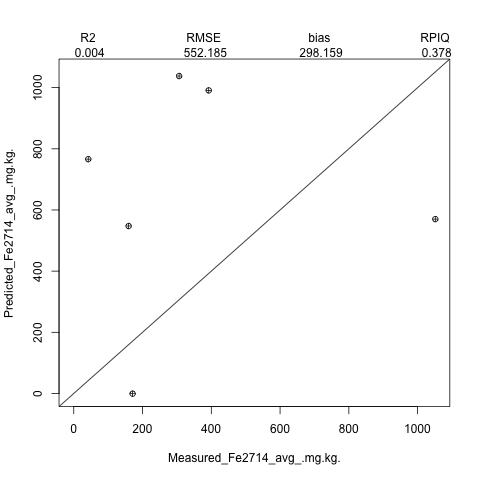 R2 RMSE bias RPIQ
0.004 552.185 298.159 0.378
Predicted_Fe2714_avg_.mg.kg.
1000
800
600
400
200
0
0 200 400 600 800 1000
Measured_Fe2714_avg_.mg.kg.